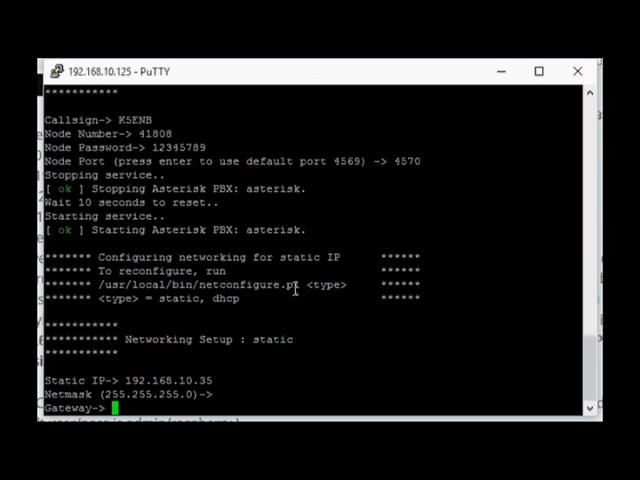 192.168.10.125 - PuTTY
***********
Callsign-> K5ENB
Node Number-> 41808
Node Password-> 12345789
Node Port (press enter to use default port 4569) -> 4570
Stopping service..
[ ok ] Stopping Asterisk PBX: asterisk.
Wait 10 seconds to reset..
Starting service..
[ ok ] Starting Asterisk PBX: asterisk.
******* Configuring networking for static IP ******
******* To reconfigure, run ******
******* /usr/local/bin/netconfigure.pl <type> ******
******* <type> = static, dhcp ******
***********
*********** Networking Setup : static
***********
Static IP-> 192.168.10.35
Netmask (255.255.255.0)->
Gateway->